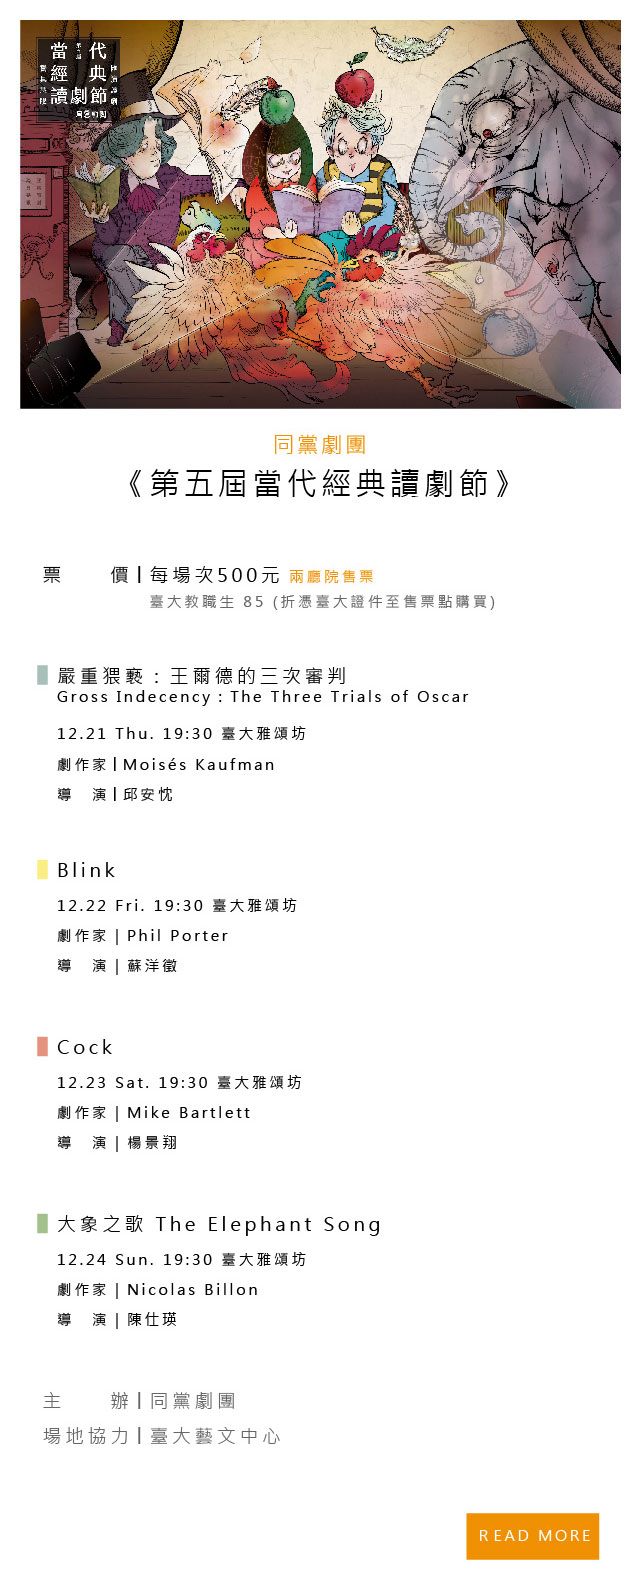 當代
經典
讀劇節
同党劇團
《第五屆當代經典讀劇節》
票　　價 | 每場次500元 兩廳院售票
臺大教職生 85 (折憑臺大證件至售票點購買)
嚴重猥褻：王爾德的三次審判
Gross Indecency : The Three Trials of Oscar
12.21 Thu. 19:30 臺大雅頌坊
劇作家 | Moisés Kaufman
導　演 | 邱安忱
Blink
12.22 Fri. 19:30 臺大雅頌坊
劇作家｜Phil Porter
導　演｜蘇洋徵
Cock
12.23 Sat. 19:30 臺大雅頌坊
劇作家｜Mike Bartlett
導　演｜楊景翔
大象之歌 The Elephant Song
12.24 Sun. 19:30 臺大雅頌坊
劇作家｜Nicolas Billon
導　演｜陳仕瑛
主　　辦 | 同黨劇團
場地協力 | 臺大藝文中心
READ MORE